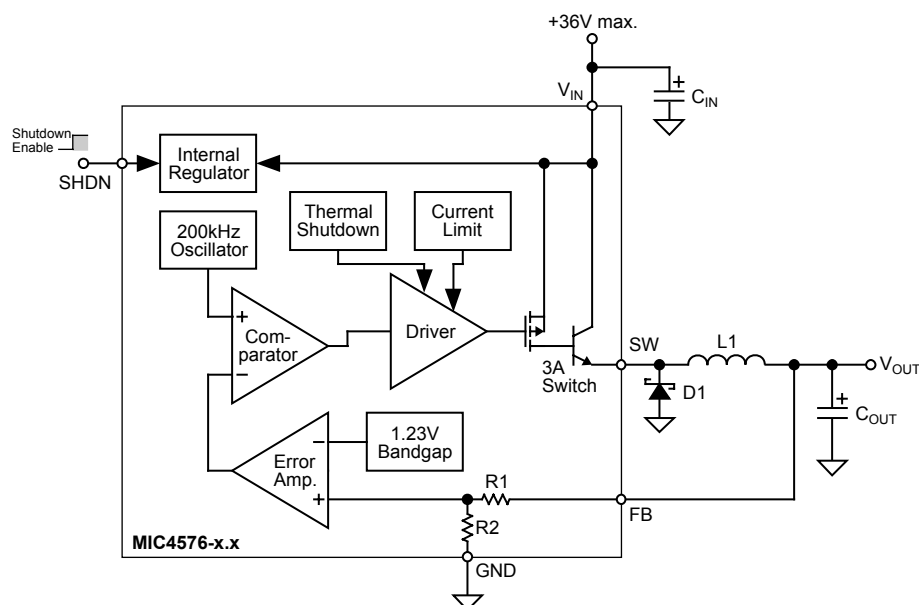 +36V max.
VIN
CIN
Shutdown
Enable
SHDN
Internal
Regulator
200kHz
Oscillator
Thermal
Shutdown
Current
Limit
+
Com-
parator
−
Driver
3A
Switch
SW
L1
VOUT
D1
+
COUT
+
Error
Amp.
−
+
1.23V
Bandgap
R1
R2
FB
MIC4576-x.x
GND